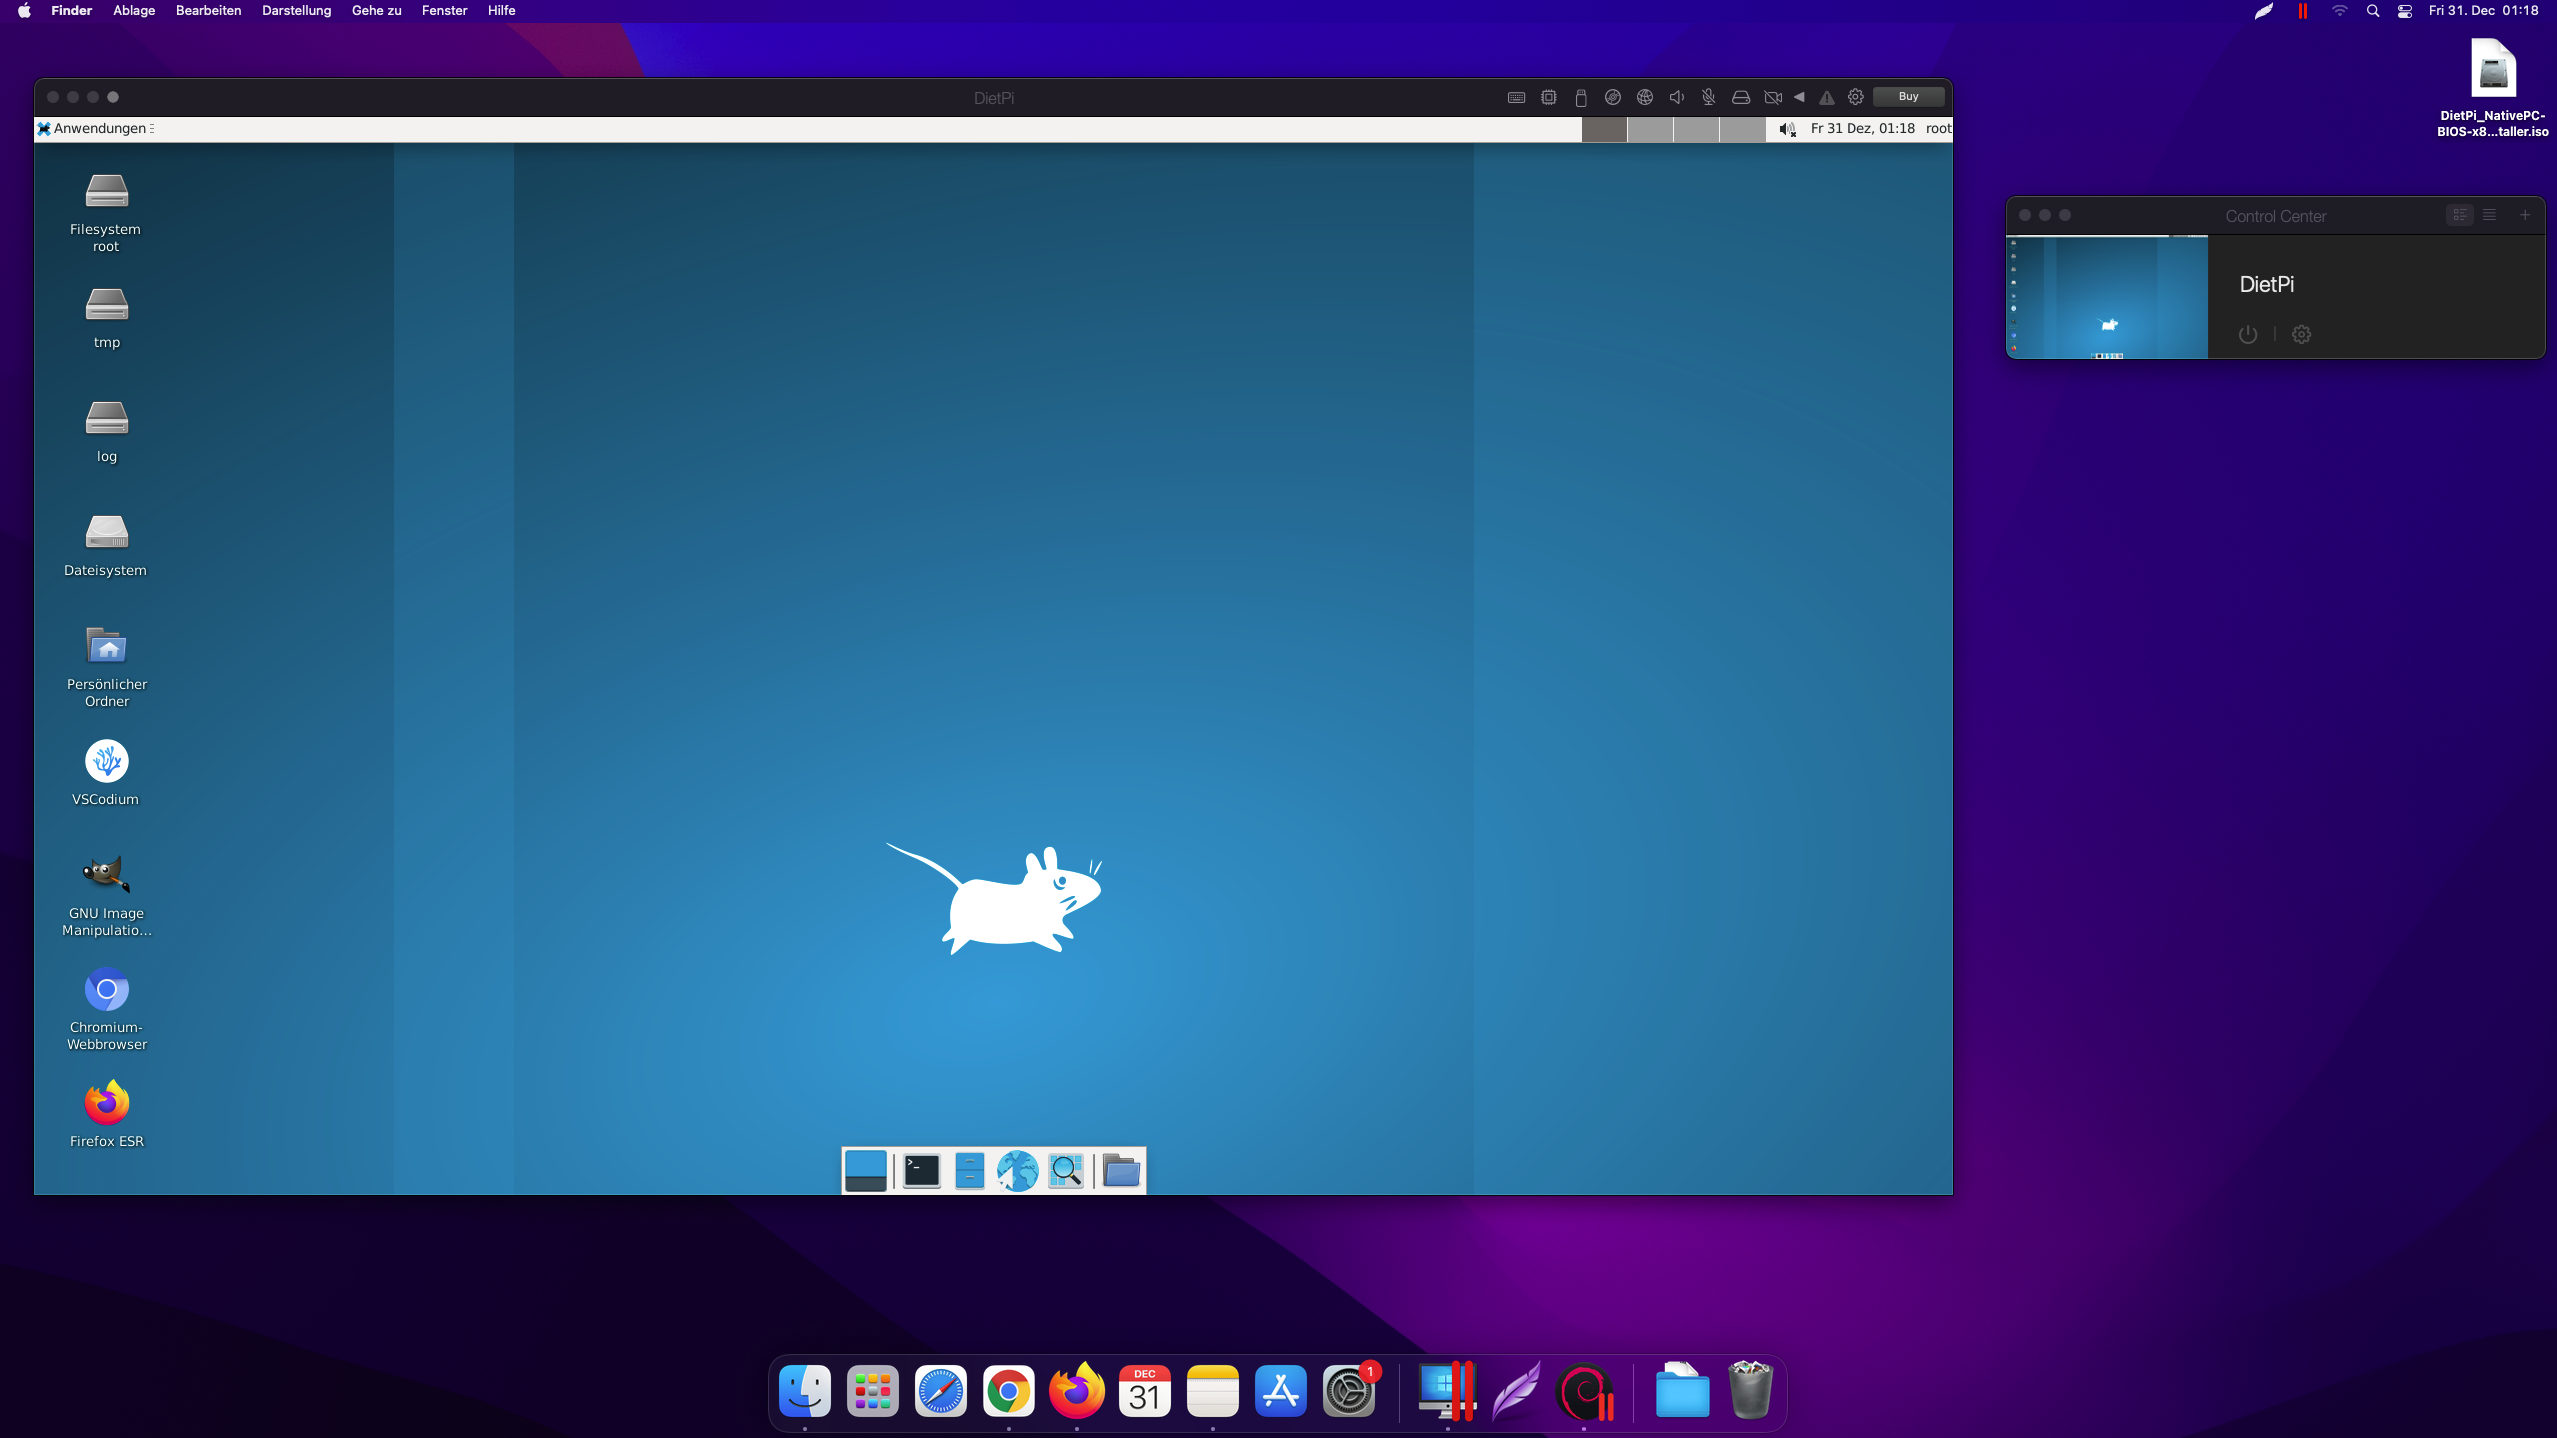 Finder Ablage Bearbeiten Darstellung Gehe zu Fenster Hilfe
Fri 31. Dec 01:18
DietPi_NativePC-
BIOS-x8...taller.iso
DietPi
Buy
Anwendungen
Fr 31 Dez, 01:18 root
Filesystem
root
tmp
log
Dateisystem
Persönlicher
Ordner
VSCodium
GNU Image
Manipulatio...
Chromium-
Webbrowser
Firefox ESR
Control Center
DietPi
DEC
31
1